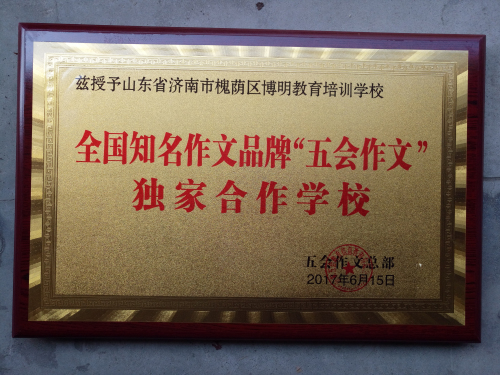 兹授予山东省济南市槐荫区博明教育培训学校
全国知名作文品牌“五会作文”
独家合作学校
五会作文总部
2017年6月15日